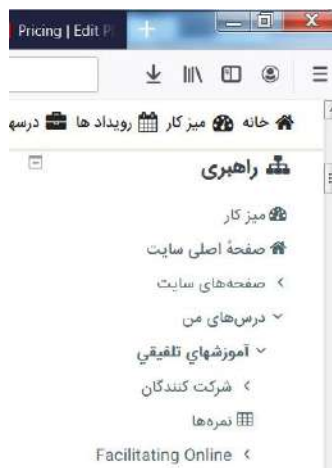 Pricing | Edit P
خانه میز کار رویداد ها درسه
راهبری
میز کار
صفحهٔ اصلی سایت
صفحه‌های سایت
درس‌های من
آموزشهاي تلفيقي
شرکت کنندگان
نمره‌ها
Facilitating Online